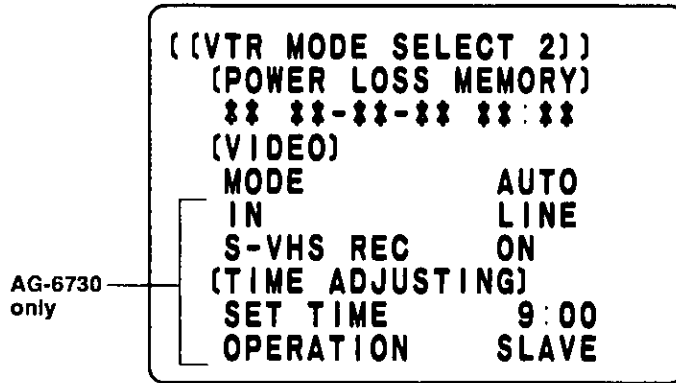 ((VTR MODE SELECT 2))
(POWER LOSS MEMORY)
** **-**-** **:**
(VIDEO)
MODE AUTO
IN LINE
S-VHS REC ON
(TIME ADJUSTING)
SET TIME 9:00
OPERATION SLAVE
AG-6730
only